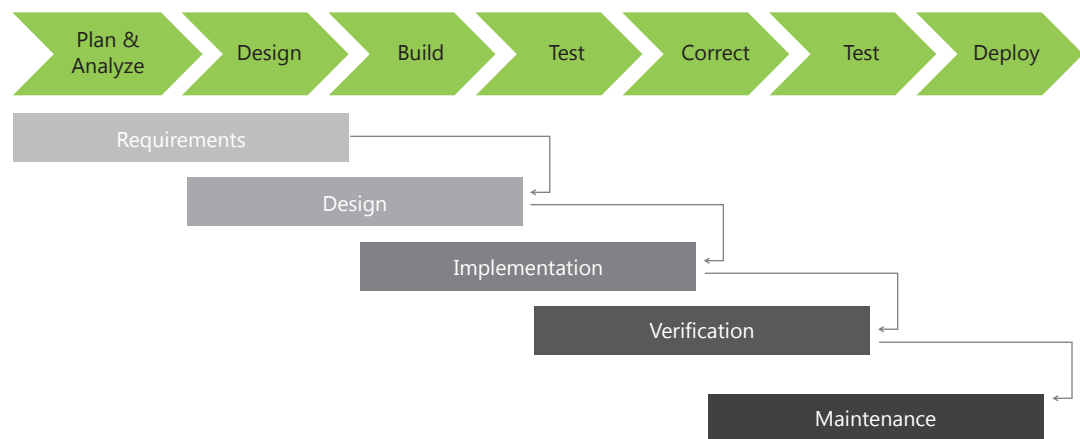 Plan &
Analyze
Design
Build
Test
Correct
Test
Deploy
Requirements
Design
Implementation
Verification
Maintenance